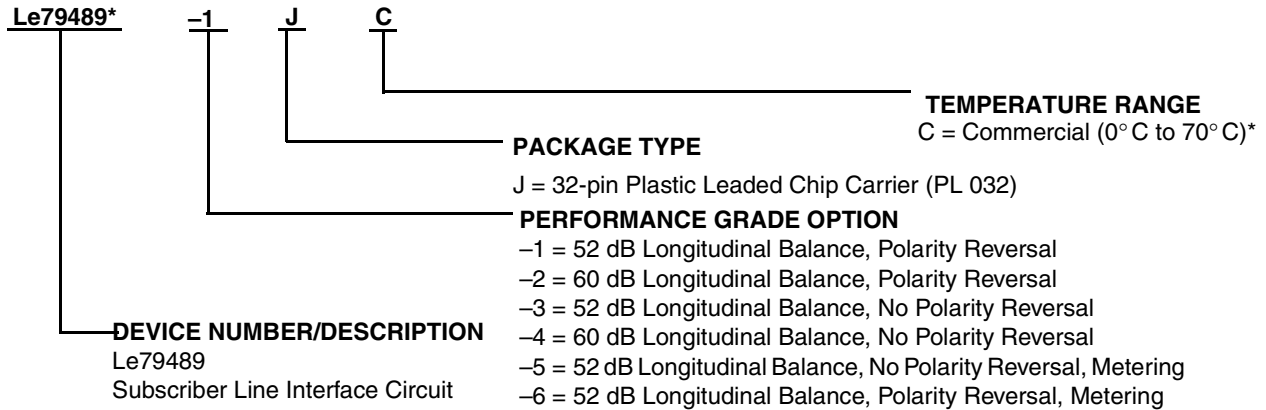 Le79489* –1 J C
TEMPERATURE RANGE
C = Commercial (0° C to 70° C)*
PACKAGE TYPE
J = 32-pin Plastic Leaded Chip Carrier (PL 032)
PERFORMANCE GRADE OPTION
–1 = 52 dB Longitudinal Balance, Polarity Reversal
–2 = 60 dB Longitudinal Balance, Polarity Reversal
–3 = 52 dB Longitudinal Balance, No Polarity Reversal
–4 = 60 dB Longitudinal Balance, No Polarity Reversal
–5 = 52 dB Longitudinal Balance, No Polarity Reversal, Metering
–6 = 52 dB Longitudinal Balance, Polarity Reversal, Metering
DEVICE NUMBER/DESCRIPTION
Le79489
Subscriber Line Interface Circuit